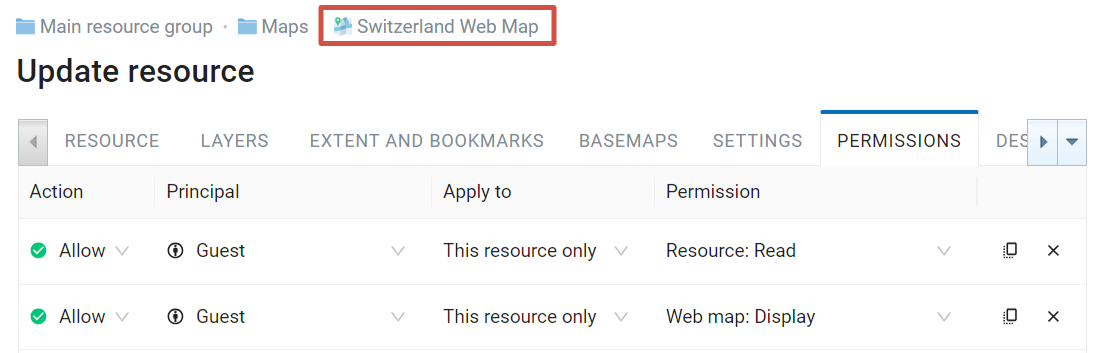 Main resource group • Maps Switzerland Web Map
Update resource
RESOURCE LAYERS EXTENT AND BOOKMARKS BASEMAPS SETTINGS PERMISSIONS DES
Action Principal Apply to Permission
Allow Guest This resource only Resource: Read
Allow Guest This resource only Web map: Display